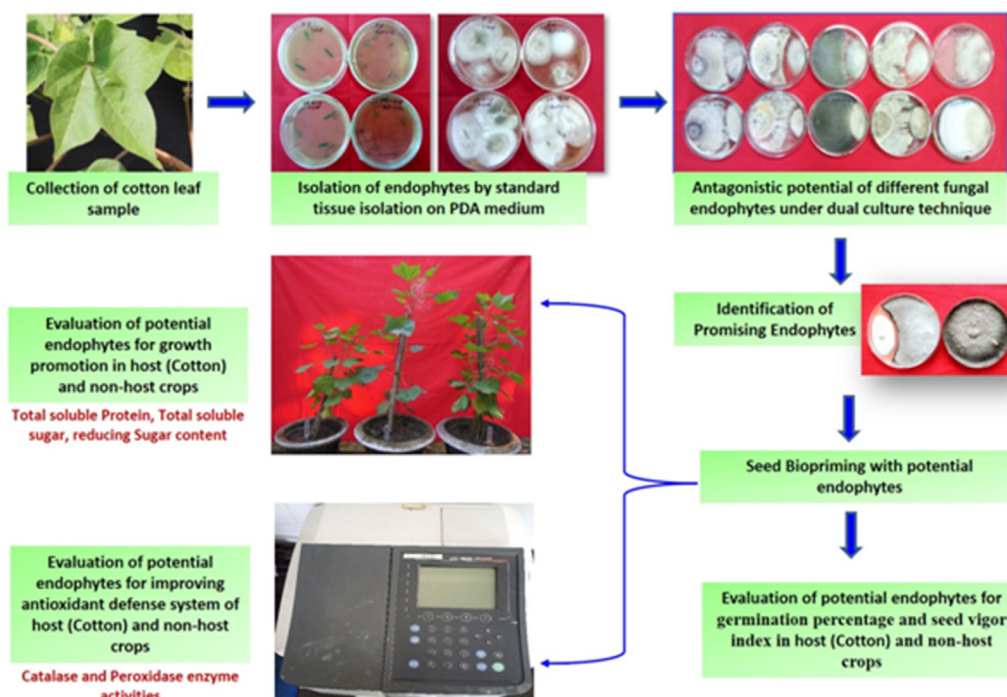 Collection of cotton leaf
sample
Isolation of endophytes by standard
tissue isolation on PDA medium
Antagonistic potential of different fungal
endophytes under dual culture technique
Identification of
Promising Endophytes
Evaluation of potential
endophytes for growth
promotion in host (Cotton)
and non-host crops
Total soluble Protein, Total soluble
sugar, reducing Sugar content
Seed Biopriming with potential
endophytes
Evaluation of potential
endophytes for improving
antioxidant defense system of
host (Cotton) and non-host
crops
Catalase and Peroxidase enzyme
activities
Evaluation of potential endophytes for
germination percentage and seed vigor
index in host (Cotton) and non-host
crops